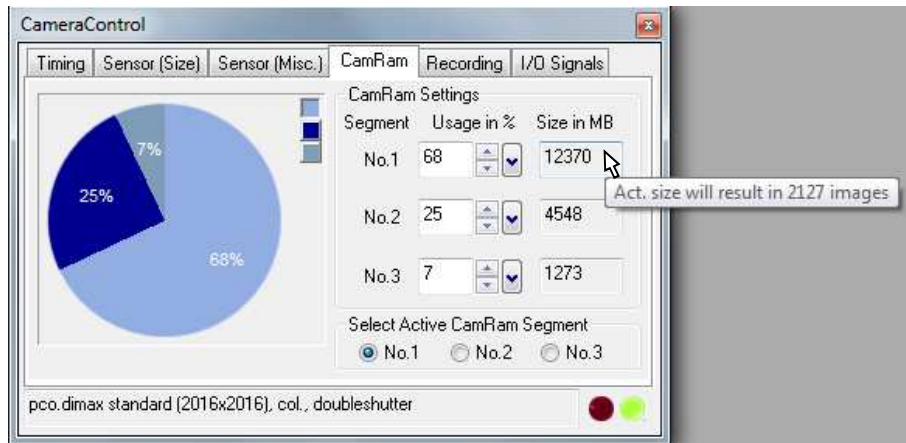 CameraControl
Timing Sensor (Size) Sensor (Misc.) CamRam Recording I/O Signals
CamRam Settings
Segment Usage in % Size in MB
7%
No.1 68 12370
Act. size will result in 2127 images
25%
No.2 25 4548
68%
No.3 7 1273
Select Active CamRam Segment
No.1 No.2 No.3
pco.dimax standard (2016x2016), col., doubleshutter